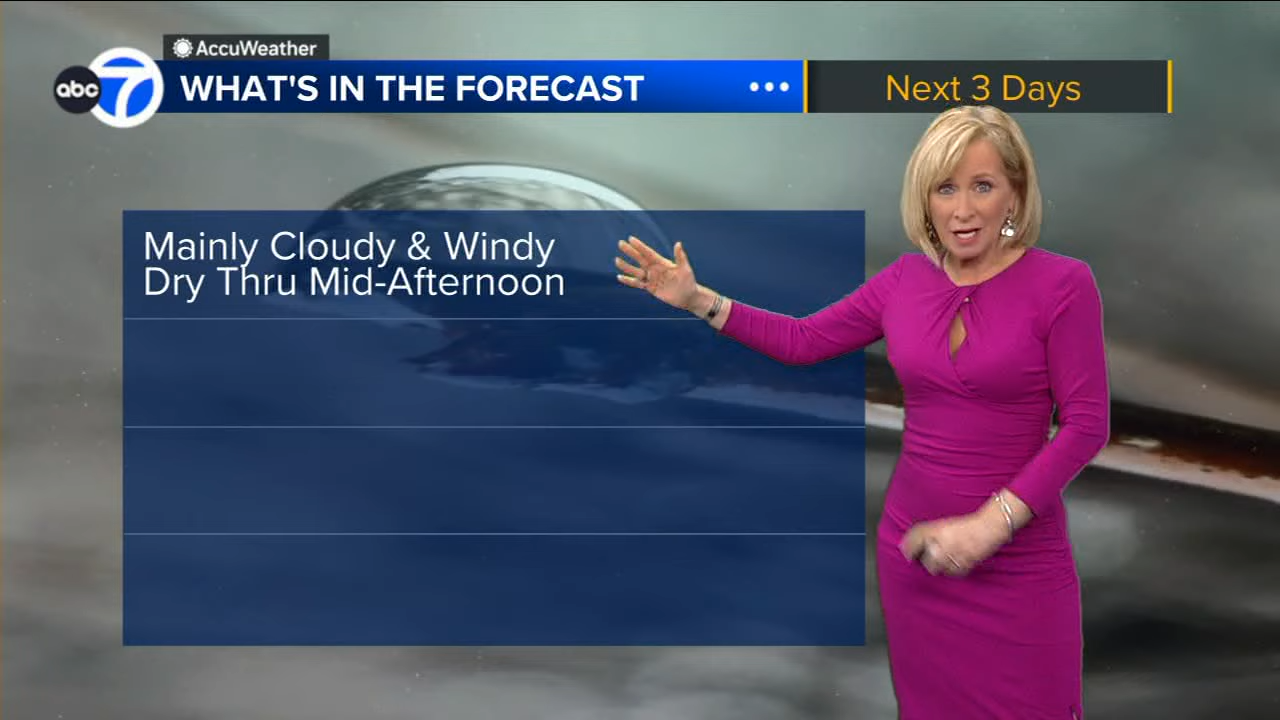 AccuWeather
abc 7 WHAT'S IN THE FORECAST
Next 3 Days
Mainly Cloudy & Windy
Dry Thru Mid-Afternoon